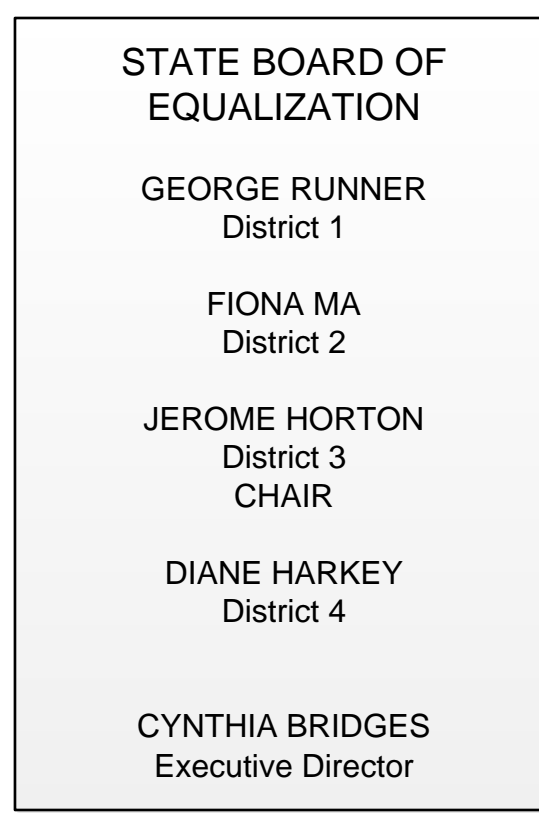 STATE BOARD OF
EQUALIZATION
GEORGE RUNNER
District 1
FIONA MA
District 2
JEROME HORTON
District 3
CHAIR
DIANE HARKEY
District 4
CYNTHIA BRIDGES
Executive Director